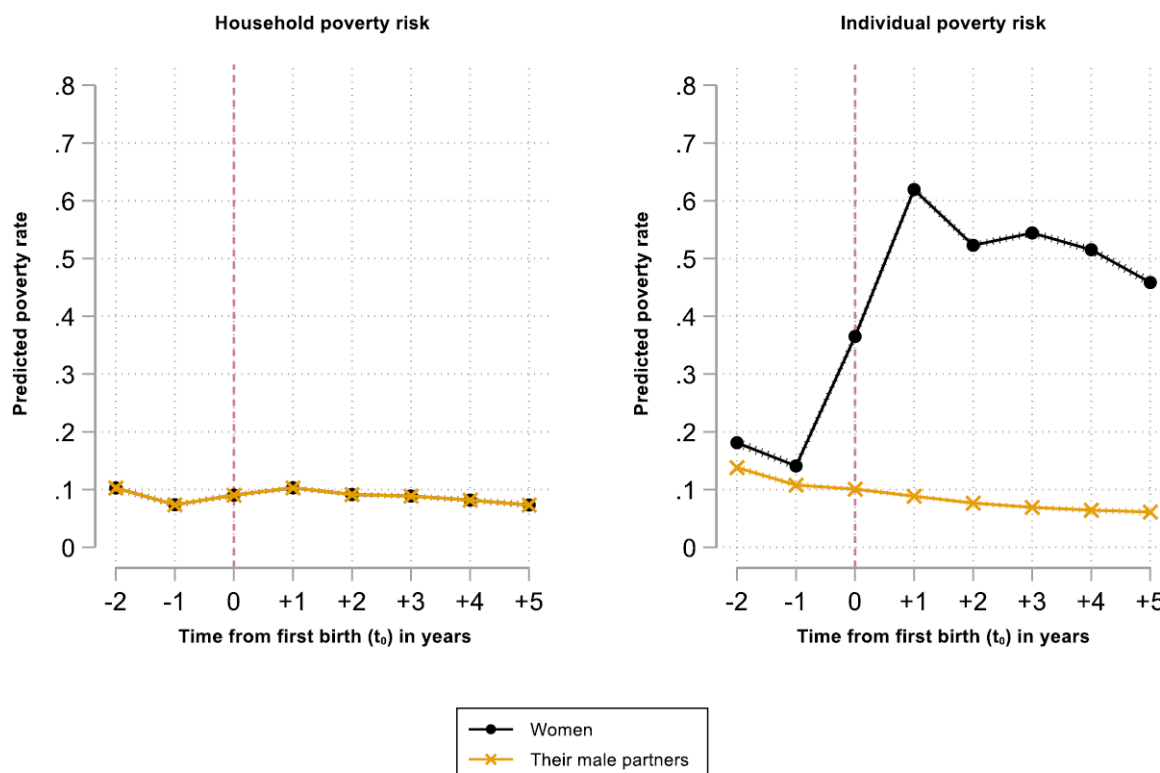 Household poverty risk
Individual poverty risk
Predicted poverty rate
.8
.7
.6
.5
.4
.3
.2
.1
0
-2 -1 0 +1 +2 +3 +4 +5
Time from first birth (t₀) in years
Predicted poverty rate
.8
.7
.6
.5
.4
.3
.2
.1
0
-2 -1 0 +1 +2 +3 +4 +5
Time from first birth (t₀) in years
Women
Their male partners